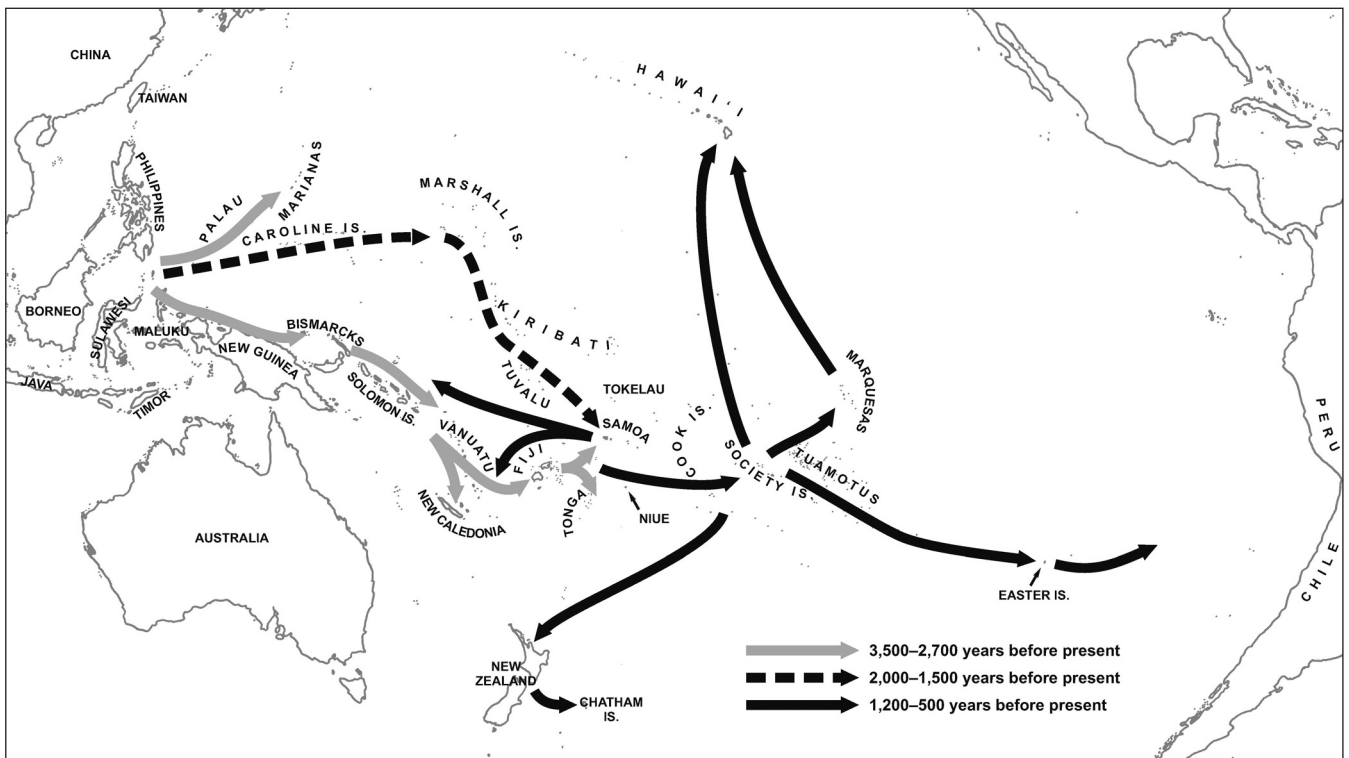 CHINA
TAIWAN
HAWAI'I
PHILIPPINES
PALAU
MARIANAS
MARSHALL IS.
CAROLINE IS.
BORNEO
SULAWESI
MALUKU
BISMARCKS
KIRIBATI
NEW GUINEA
JAVA
TIMOR
SOLOMON IS.
TUVALU
TOKELAU
MARQUESAS
PERU
VANUATU
FIJI
SAMOA
COOK IS.
SOCIETY IS.
TUAMOTUS
NEW CALEDONIA
TONGA
NIUE
AUSTRALIA
EASTER IS.
CHILE
NEW
ZEALAND
CHATHAM
IS.
3,500–2,700 years before present
2,000–1,500 years before present
1,200–500 years before present